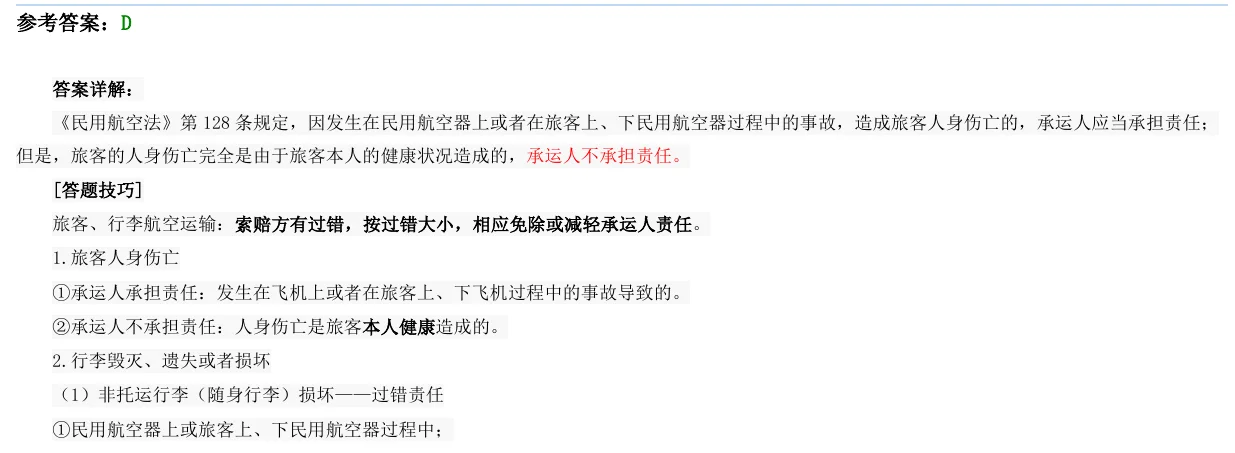 参考答案：D
答案详解：
《民用航空法》第 128 条规定，因发生在民用航空器上或者在旅客上、下民用航空器过程中的事故，造成旅客人身伤亡的，承运人应当承担责任；
但是，旅客的人身伤亡完全是由于旅客本人的健康状况造成的，承运人不承担责任。
[答题技巧]
旅客、行李航空运输：索赔方有过错，按过错大小，相应免除或减轻承运人责任。
1.旅客人身伤亡
①承运人承担责任：发生在飞机上或者在旅客上、下飞机过程中的事故导致的。
②承运人不承担责任：人身伤亡是旅客本人健康造成的。
2.行李毁灭、遗失或者损坏
（1）非托运行李（随身行李）损坏——过错责任
①民用航空器上或旅客上、下民用航空器过程中；